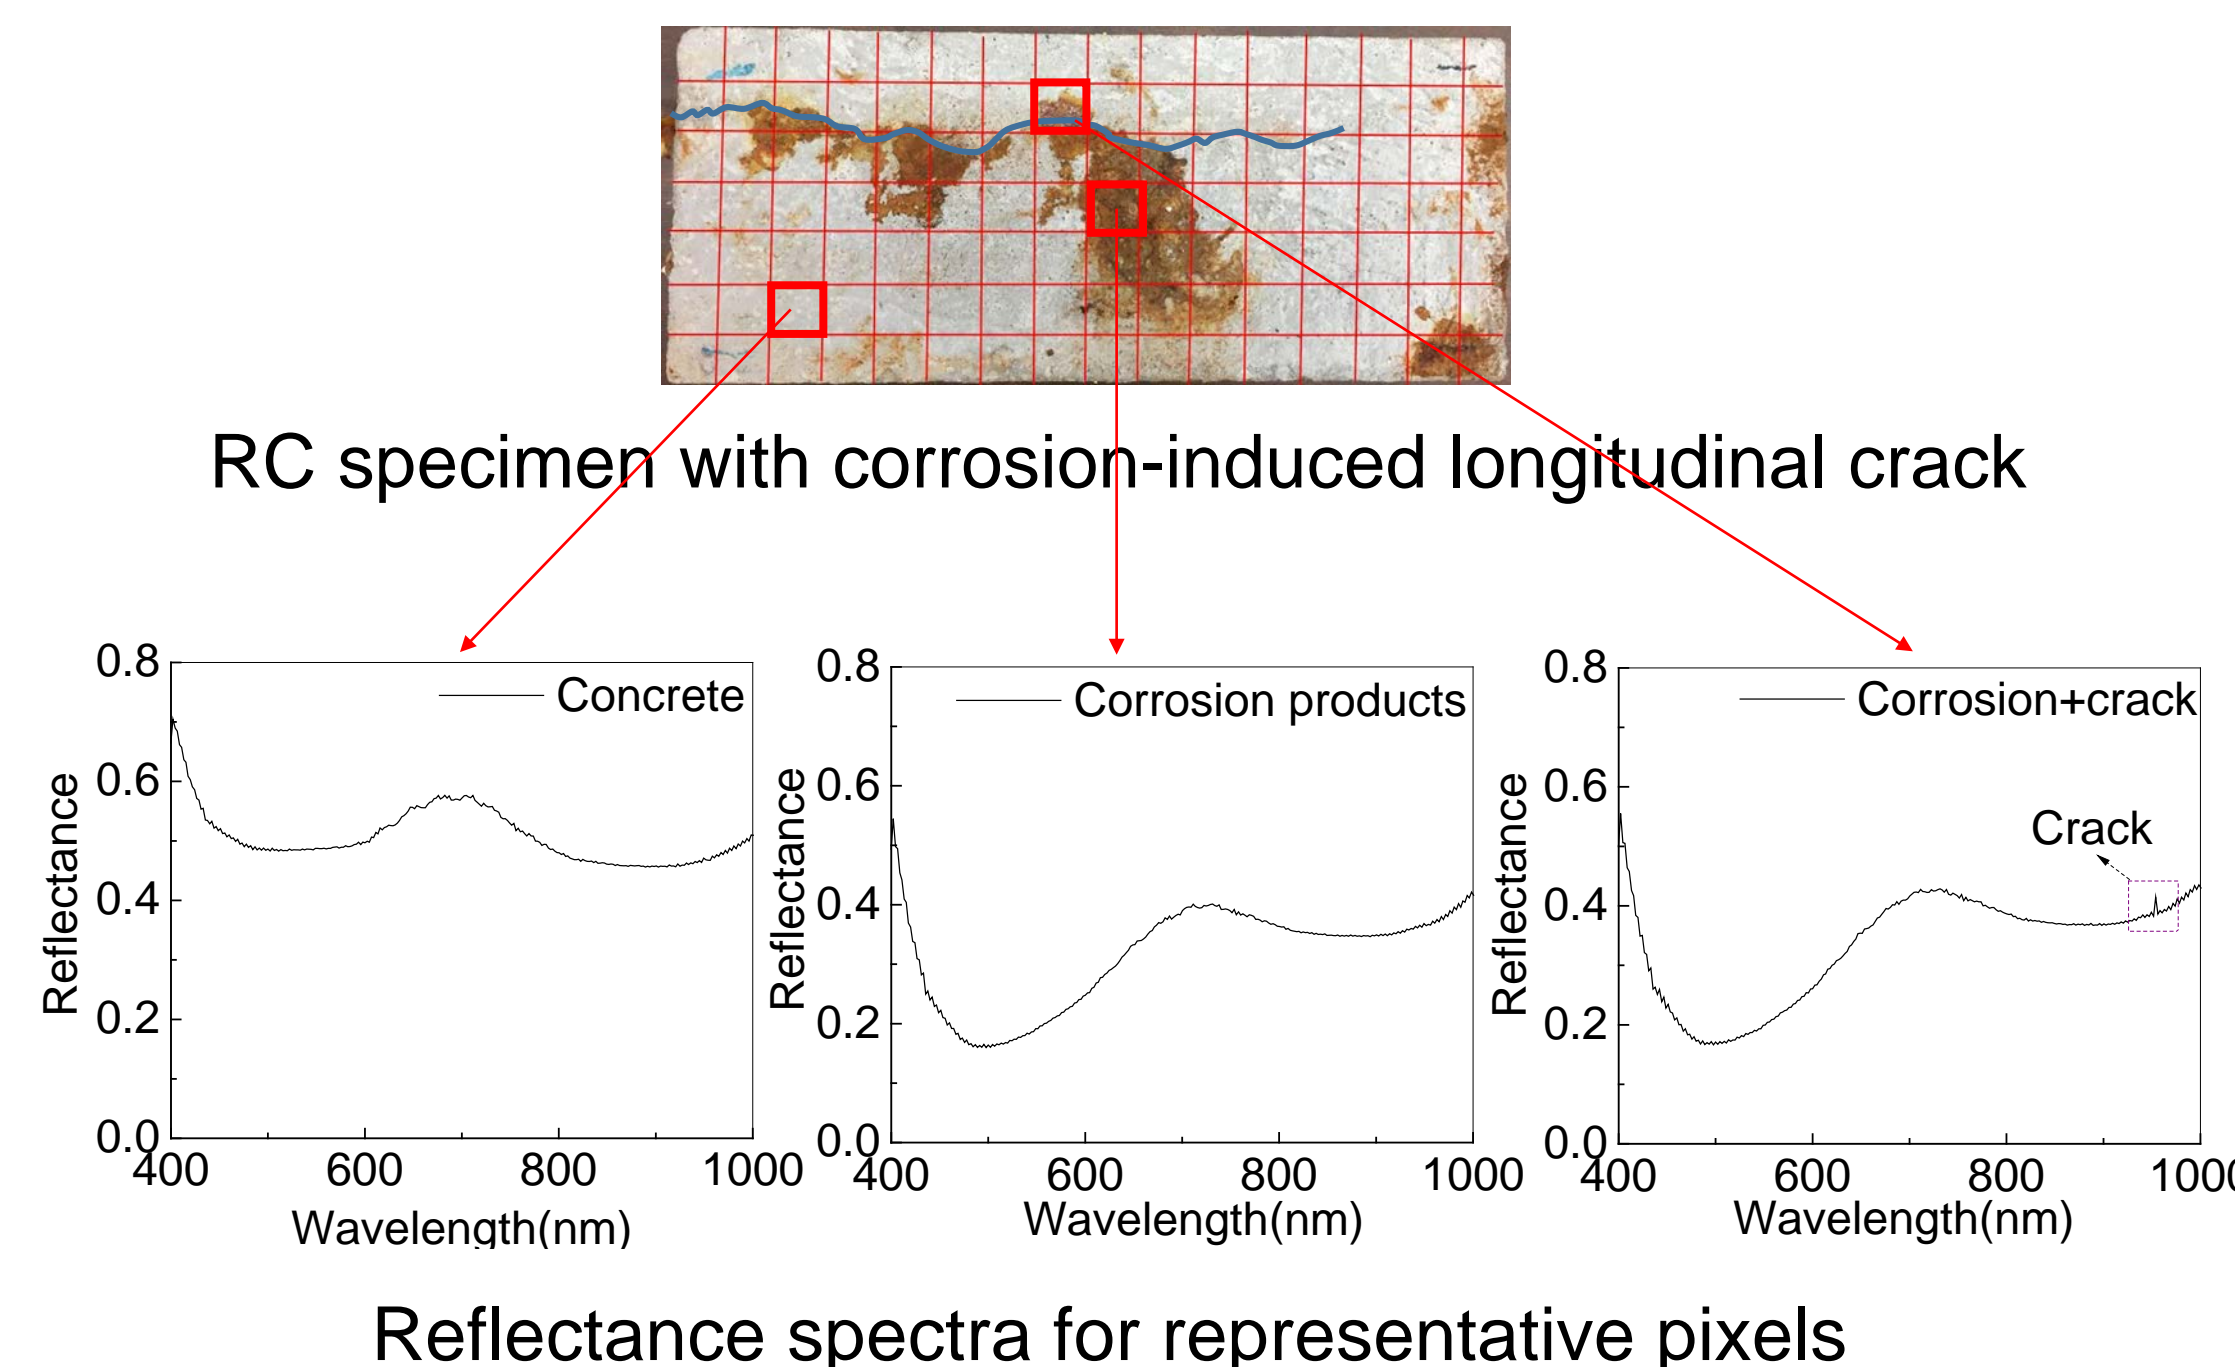 RC specimen with corrosion-induced longitudinal crack
0.8
0.6
0.4
0.2
0.0
Reflectance
Concrete
400 600 800 1000
Wavelength(nm)
0.8
0.6
0.4
0.2
0.0
Reflectance
Corrosion products
400 600 800 1000
Wavelength(nm)
0.8
0.6
0.4
0.2
0.0
Reflectance
Corrosion+crack
Crack
400 600 800 1000
Wavelength(nm)
Reflectance spectra for representative pixels